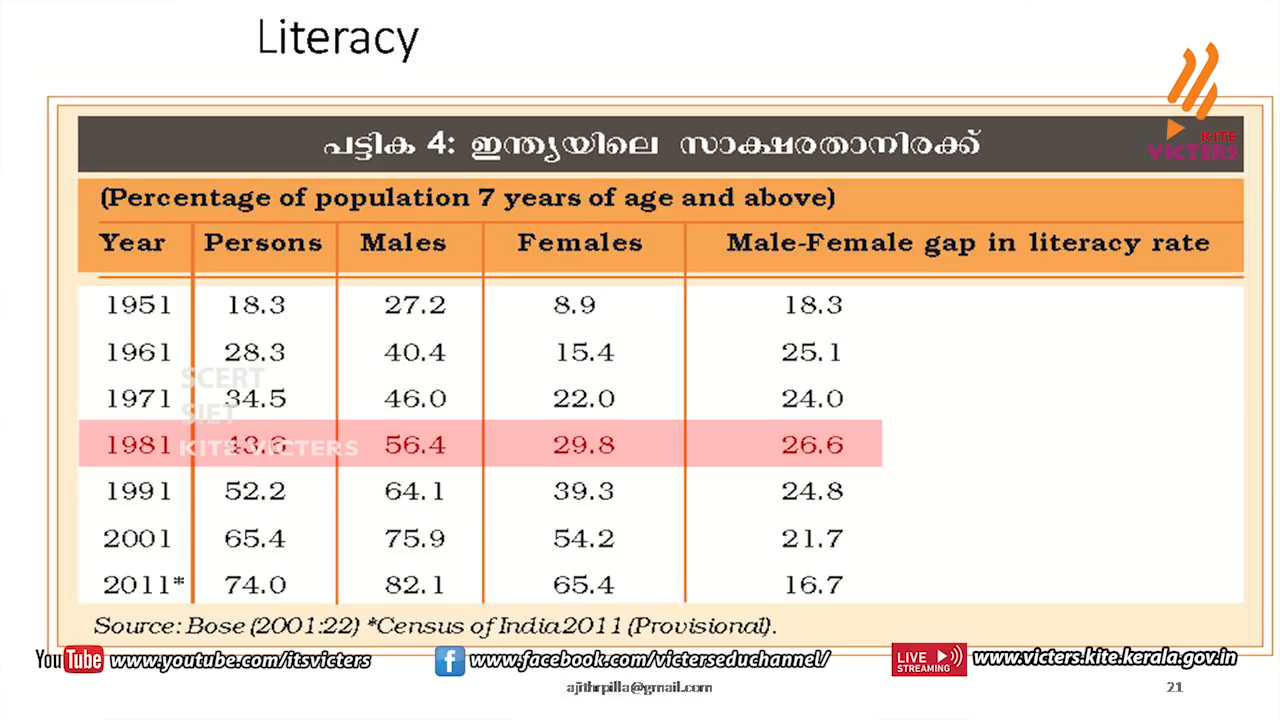 Literacy
പട്ടിക 4: ഇന്ത്യയിലെ സാക്ഷരതാനിരക്ക്
KITE
VICTERS
(Percentage of population 7 years of age and above)
Year Persons Males Females Male-Female gap in literacy rate
1951 18.3 27.2 8.9 18.3
1961 28.3 40.4 15.4 25.1
SCERT
1971 34.5 46.0 22.0 24.0
SIET
1981 56.4 29.8 26.6
KITE VICTERS
1991 52.2 64.1 39.3 24.8
2001 65.4 75.9 54.2 21.7
2011* 74.0 82.1 65.4 16.7
Source: Bose (2001:22) *Census of India 2011 (Provisional).
YouTube www.youtube.com/itsvicters
f www.facebook.com/victerseduchannel/
LIVE STREAMING www.victers.kite.kerala.gov.in
ajithrpilla@gmail.com
21